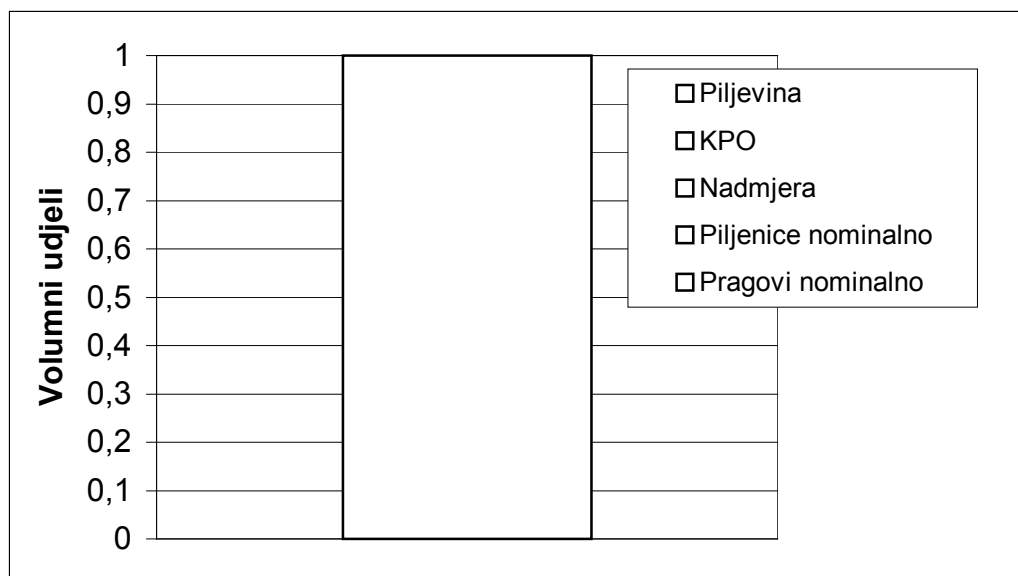 Volumni udjeli
1
0,9
0,8
0,7
0,6
0,5
0,4
0,3
0,2
0,1
0
Piljevina
KPO
Nadmjera
Piljenice nominalno
Pragovi nominalno